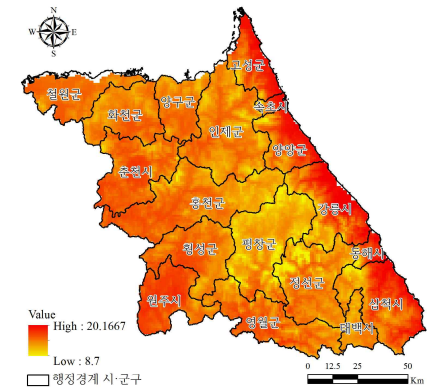 N
W E
S
고성군
철원군
화천군
양구군
속초시
인제군
양양군
춘천시
홍천군
강릉시
횡성군
평창군
동해시
정선군
원주시
삼척시
영월군
태백시
Value
High : 20.1667
Low : 8.7
행정경계 시·군구
0 12.5 25 50
Km